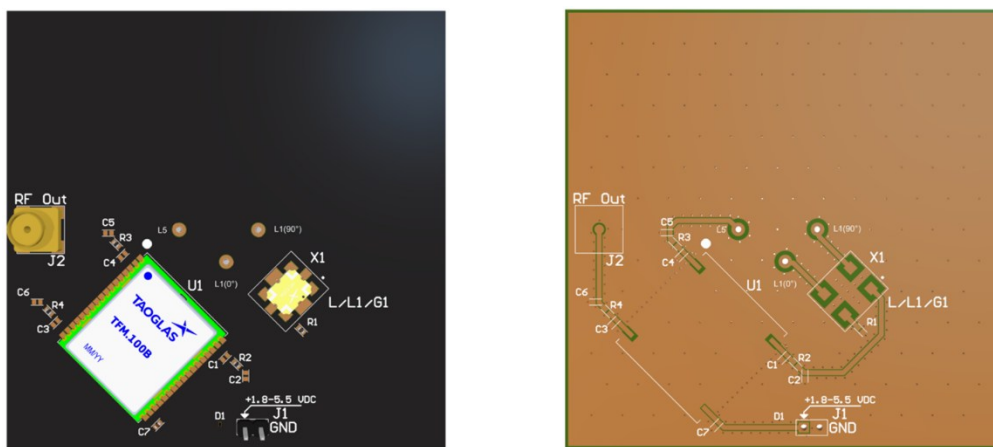 RF Out
J2
C5
R3
C4
L5
L1(90°)
L1(0°)
U1
X1
L/L1/G1
R1
C6
R4
C3
TAOGLAS
TFM.100B
MM/YY
C1
R2
C2
+1.8-5.5 VDC
D1
J1
GND
C7
RF Out
J2
C5
R3
C4
L5
L1(90°)
L1(0°)
U1
X1
L/L1/G1
R1
C6
R4
C3
C1
R2
C2
+1.8-5.5 VDC
D1
J1
GND
C7